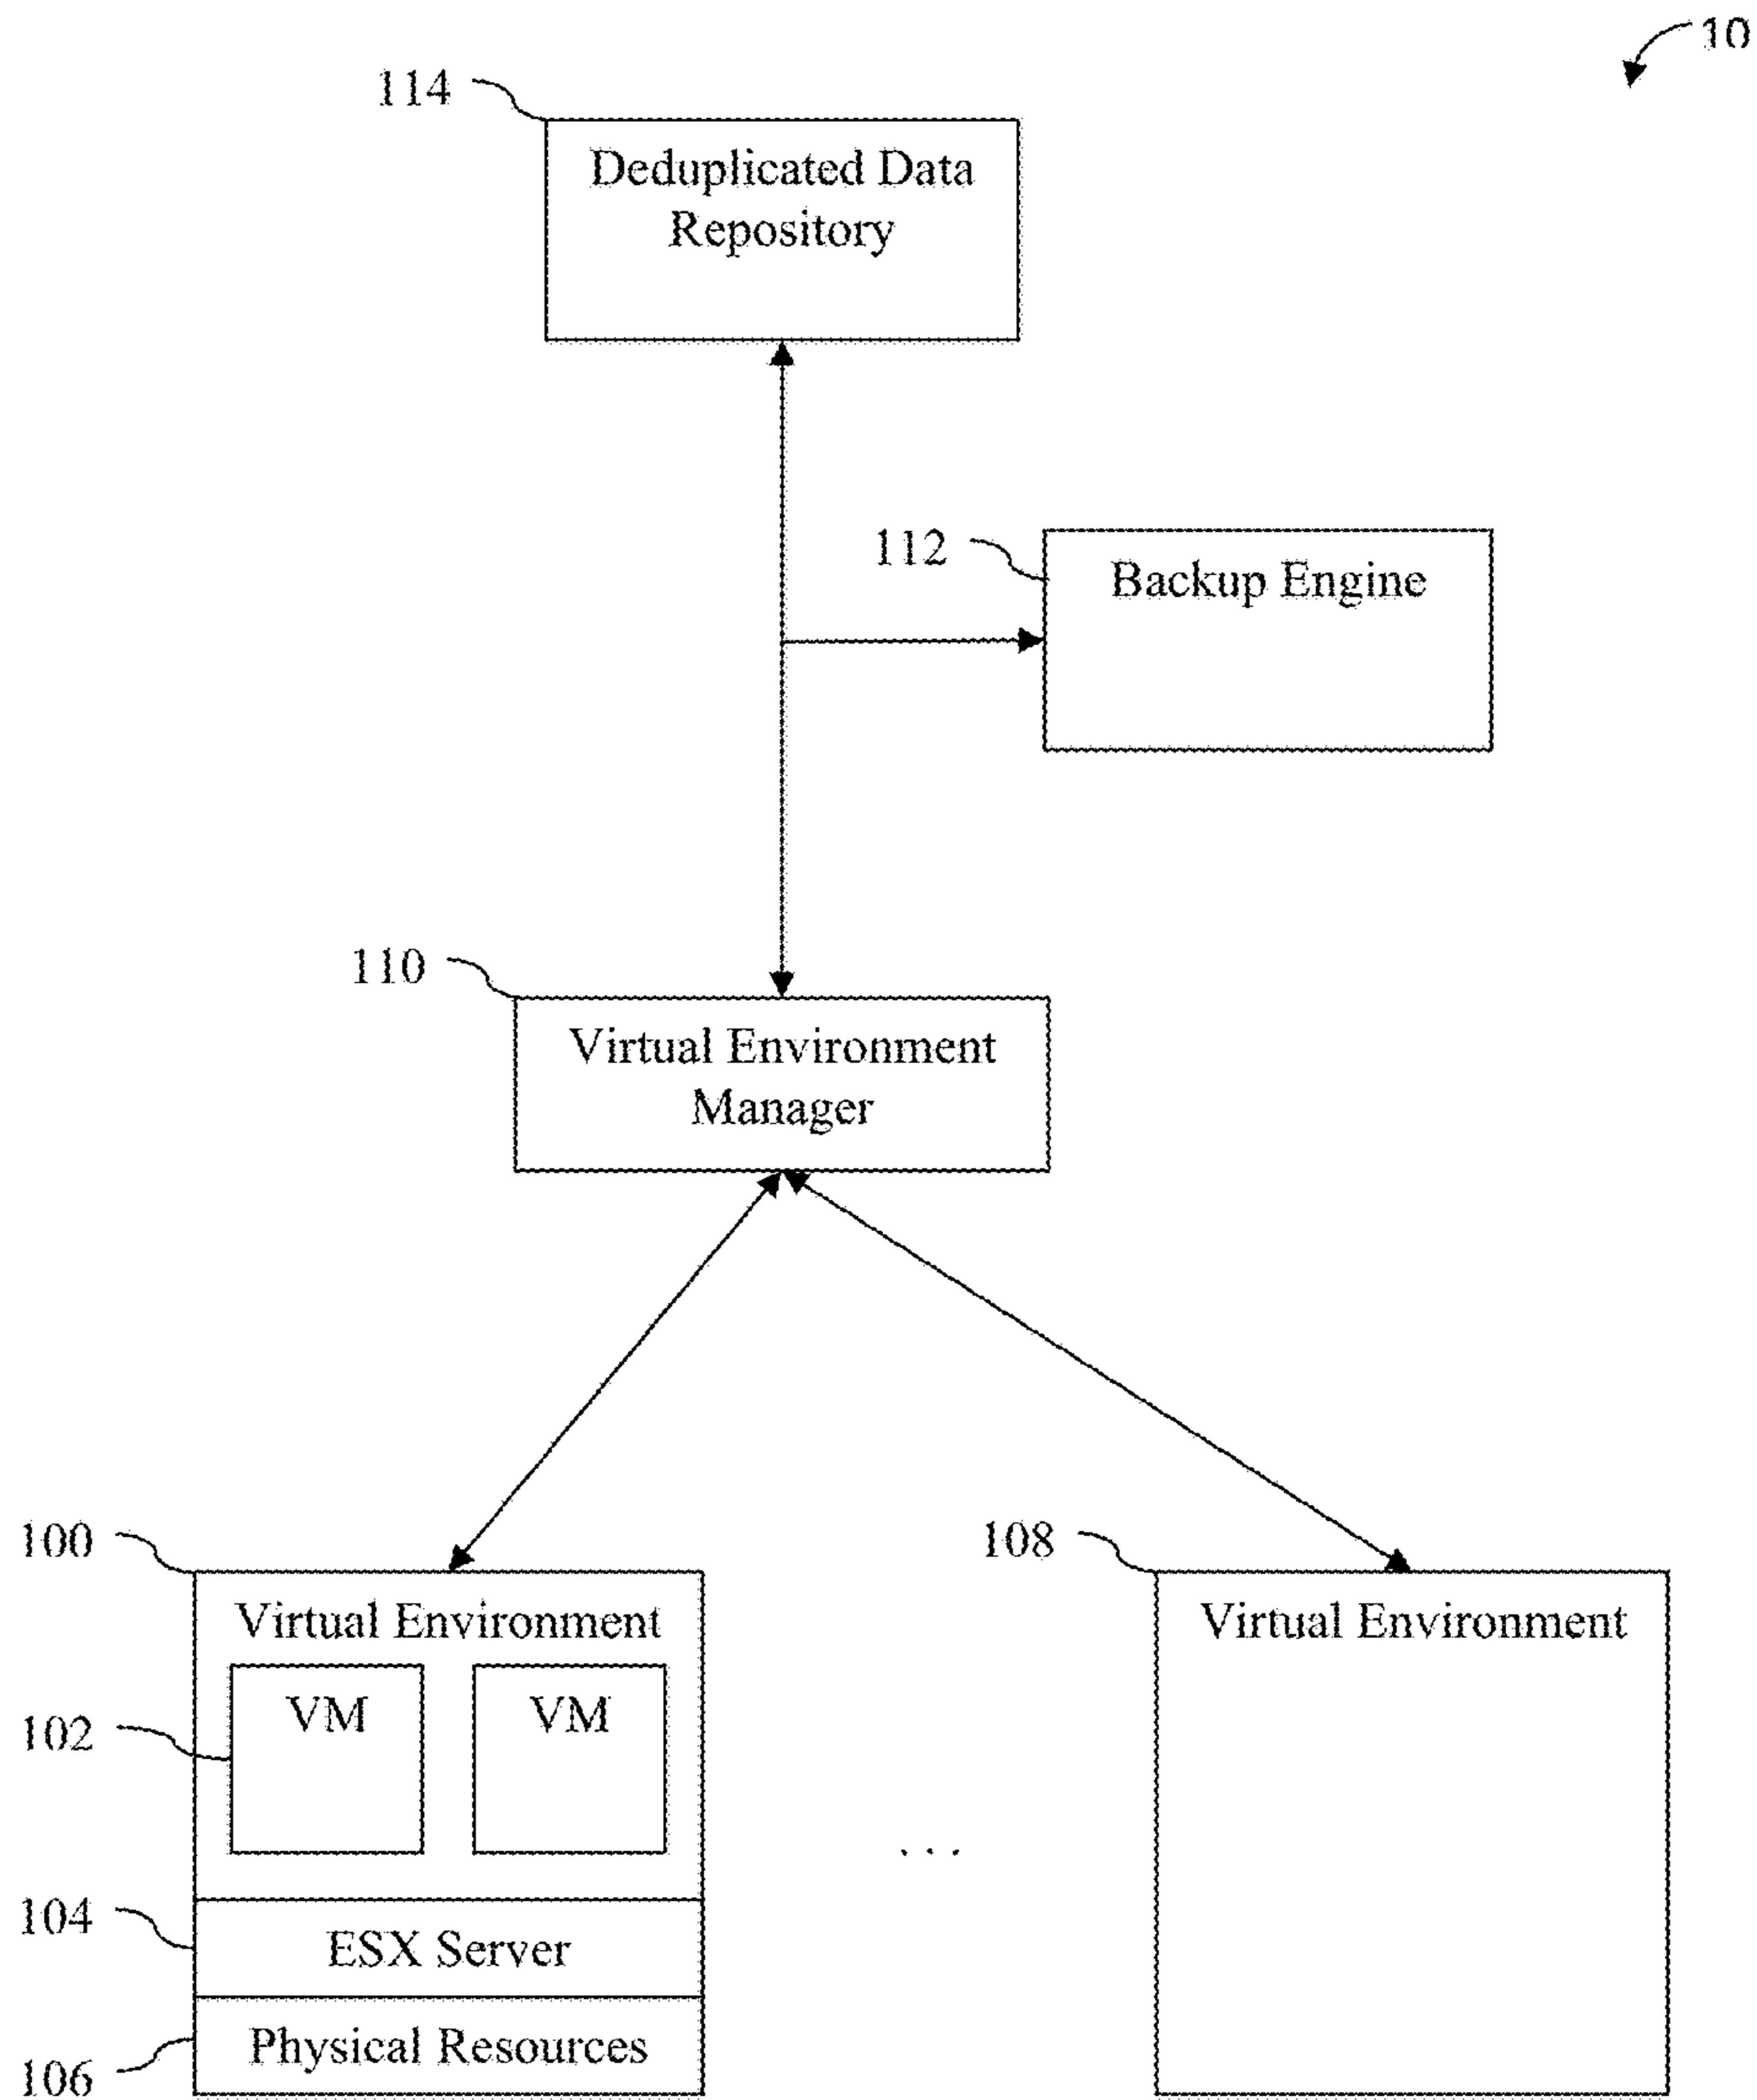 10
114
Deduplicated Data
Repository
112
Backup Engine
110
Virtual Environment
Manager
100
Virtual Environment
102
VM
VM
104
ESX Server
106
Physical Resources
...
108
Virtual Environment